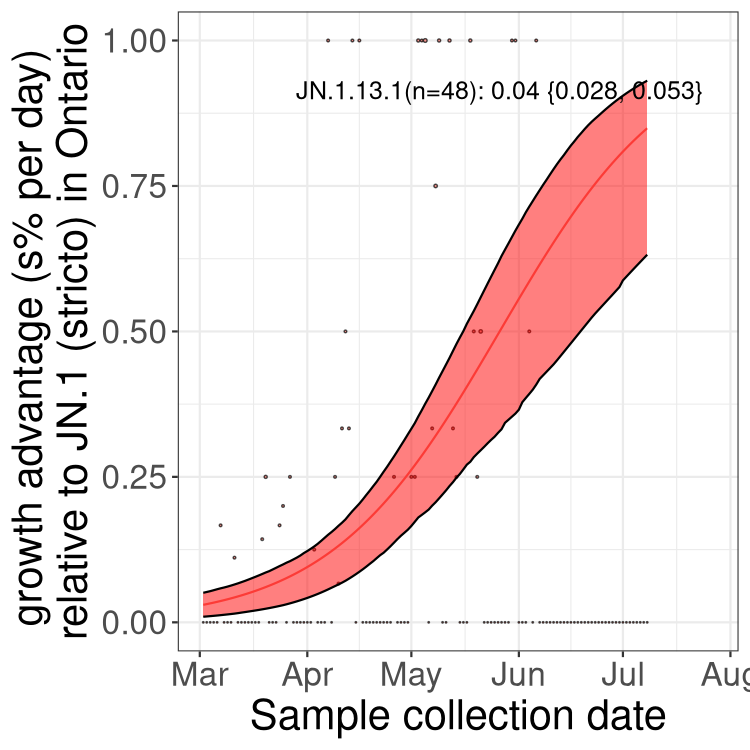 growth advantage (s% per day)
relative to JN.1 (stricto) in Ontario
1.00
0.75
0.50
0.25
0.00
JN.1.13.1(n=48): 0.04 {0.028, 0.053}
Mar Apr May Jun Jul Aug
Sample collection date